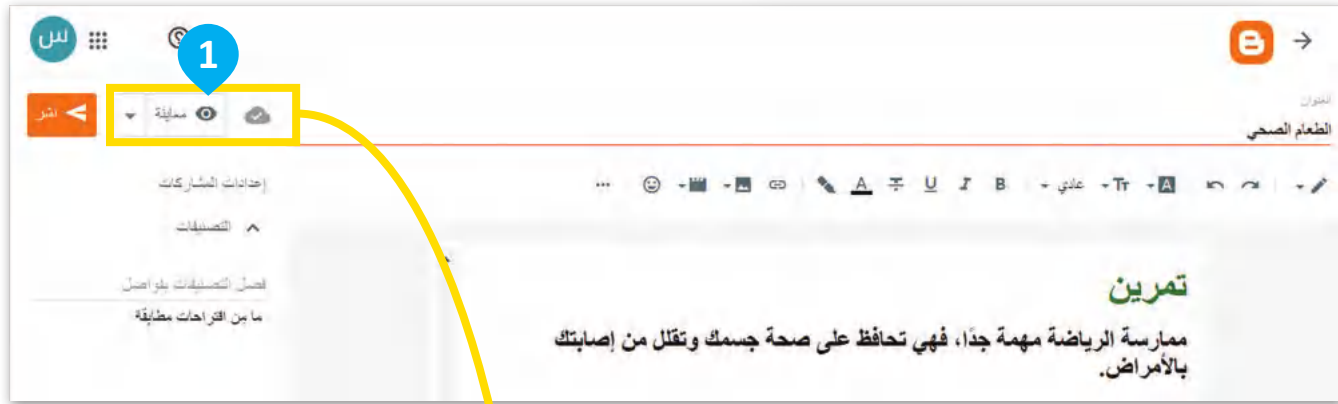 س
1
نشر
معاينة
العنوان
الطعام الصحي
إعدادات المشاركات
عادي
التصنيفات
فصل التصنيفات بفواصل
ما من اقتراحات مطابقة
تمرين
ممارسة الرياضة مهمة جدًا، فهي تحافظ على صحة جسمك وتقلل من إصابتك
بالأمراض.